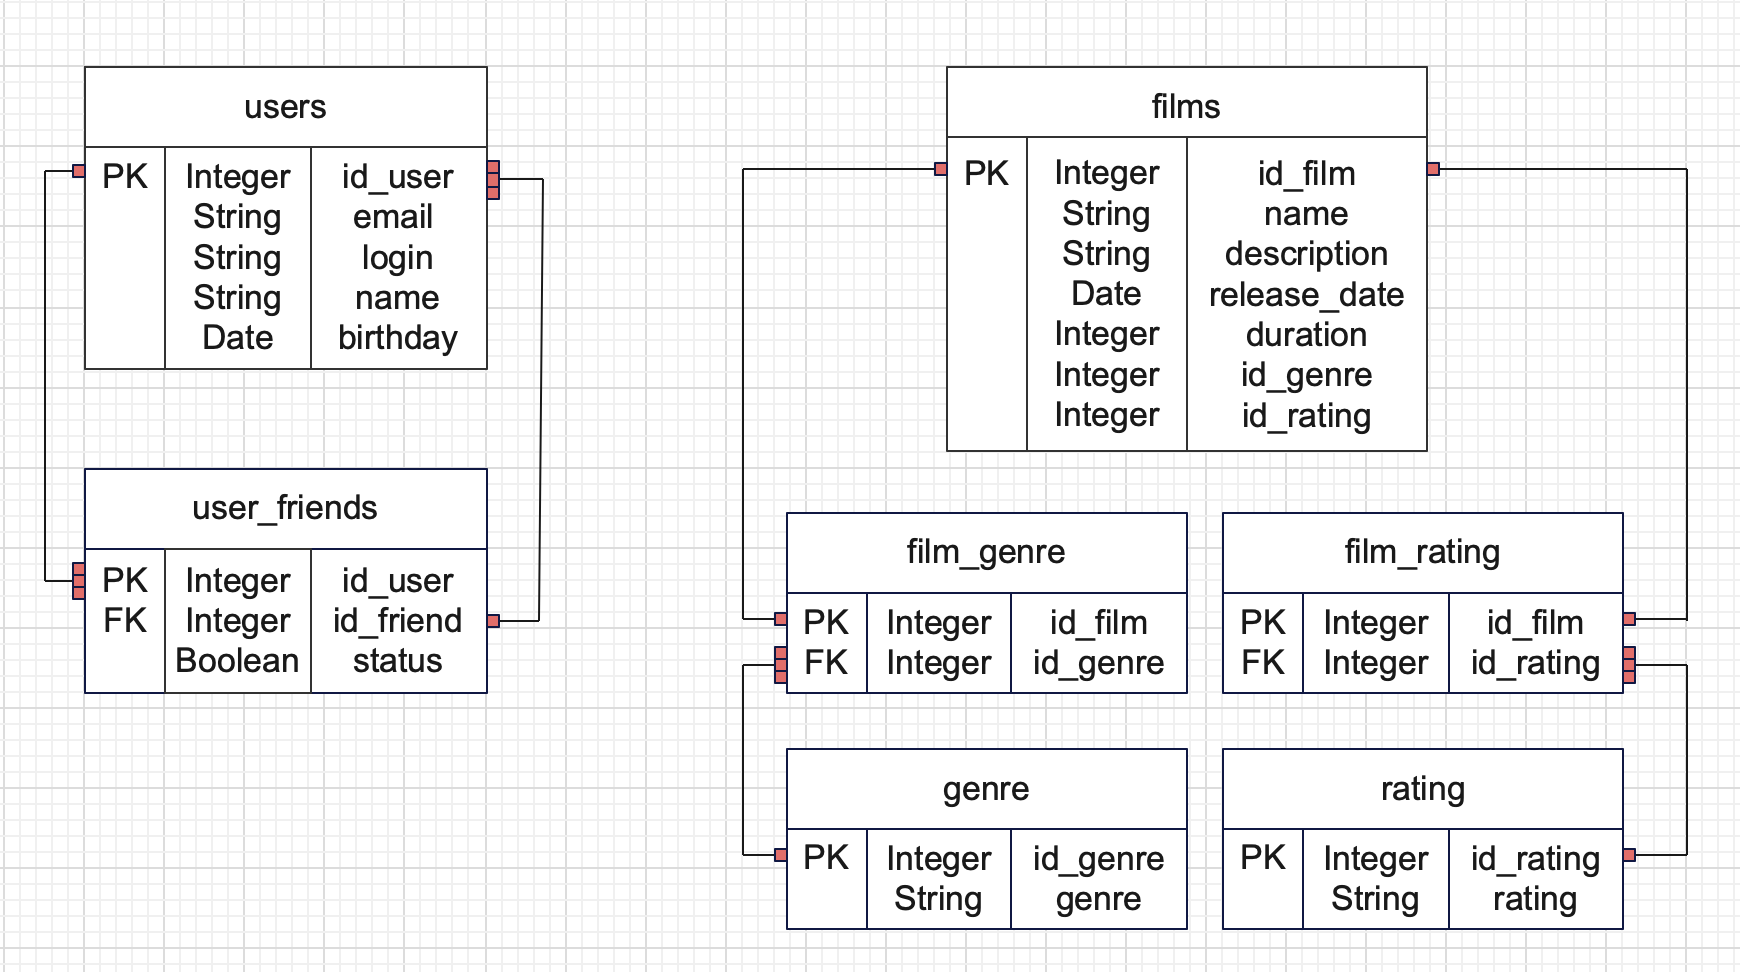 users
PK Integer id_user
String email
String login
String name
Date birthday
user_friends
PK Integer id_user
FK Integer id_friend
Boolean status
films
PK Integer id_film
String name
String description
Date release_date
Integer duration
Integer id_genre
Integer id_rating
film_genre
PK Integer id_film
FK Integer id_genre
film_rating
PK Integer id_film
FK Integer id_rating
genre
PK Integer id_genre
String genre
rating
PK Integer id_rating
String rating